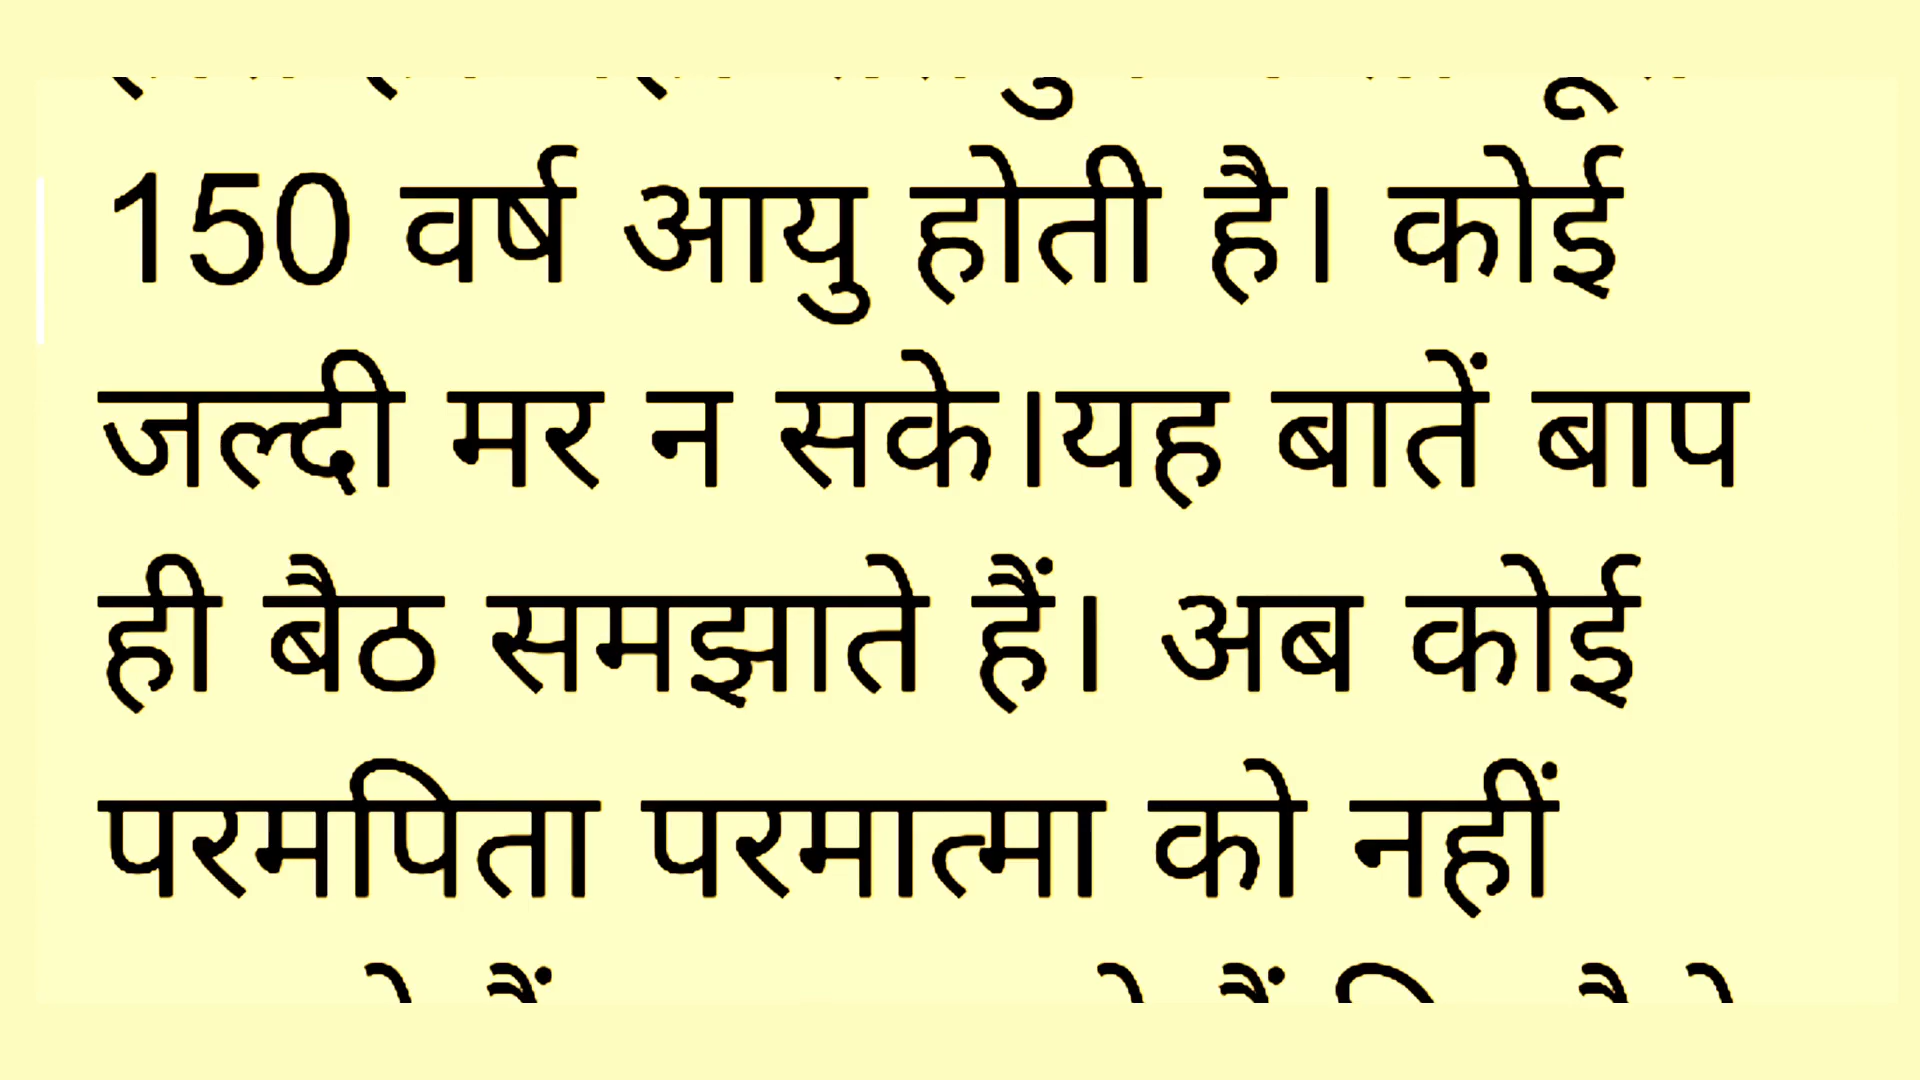 150 वर्ष आयु होती है। कोई
जल्दी मर न सके।यह बातें बाप
ही बैठ समझाते हैं। अब कोई
परमपिता परमात्मा को नहीं